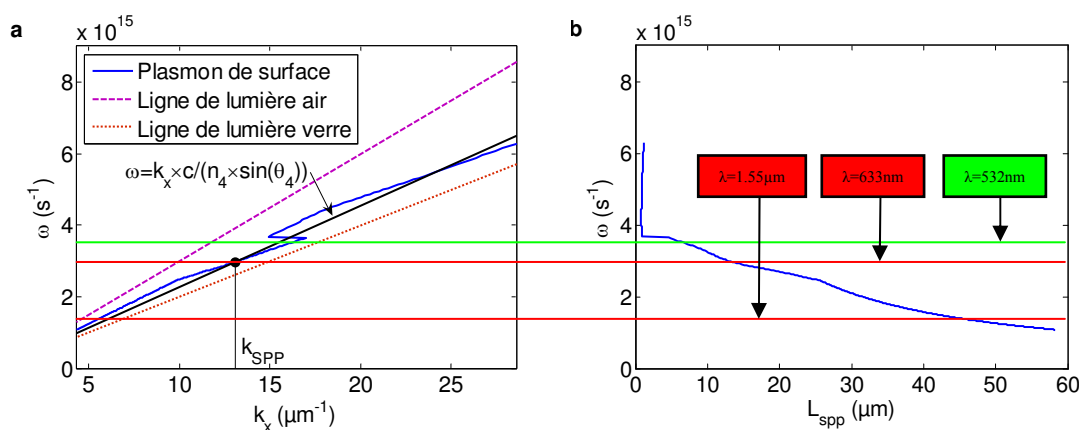 a
x 10^15
ω (s^-1)
8
6
4
2
0
5
10
15
20
25
k_x (μm^-1)
Plasmon de surface
Ligne de lumière air
Ligne de lumière verre
ω=k_x×c/(n_4×sin(θ_4))
k_SPP
b
x 10^15
ω (s^-1)
8
6
4
2
0
0
10
20
30
40
50
60
L_spp (μm)
λ=1.55μm
λ=633nm
λ=532nm